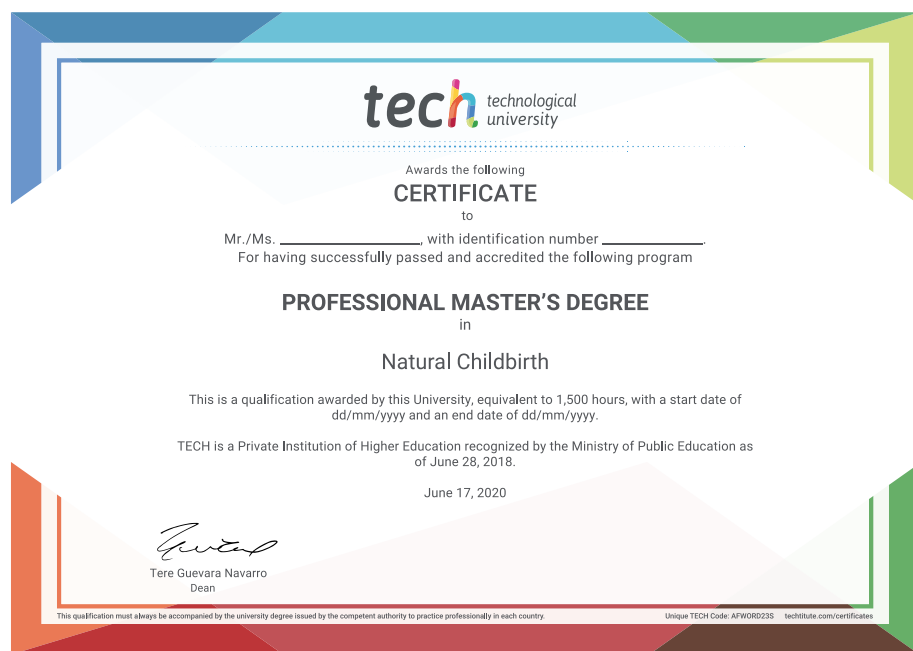 tech technological
university
Awards the following
CERTIFICATE
to
Mr./Ms. __________________, with identification number _____________.
For having successfully passed and accredited the following program
PROFESSIONAL MASTER'S DEGREE
in
Natural Childbirth
This is a qualification awarded by this University, equivalent to 1,500 hours, with a start date of
dd/mm/yyyy and an end date of dd/mm/yyyy.
TECH is a Private Institution of Higher Education recognized by the Ministry of Public Education as
of June 28, 2018.
June 17, 2020
Tere Guevara Navarro
Dean
This qualification must always be accompanied by the university degree issued by the competent authority to practice professionally in each country.
Unique TECH Code: AFWORD23S techtitute.com/certificates